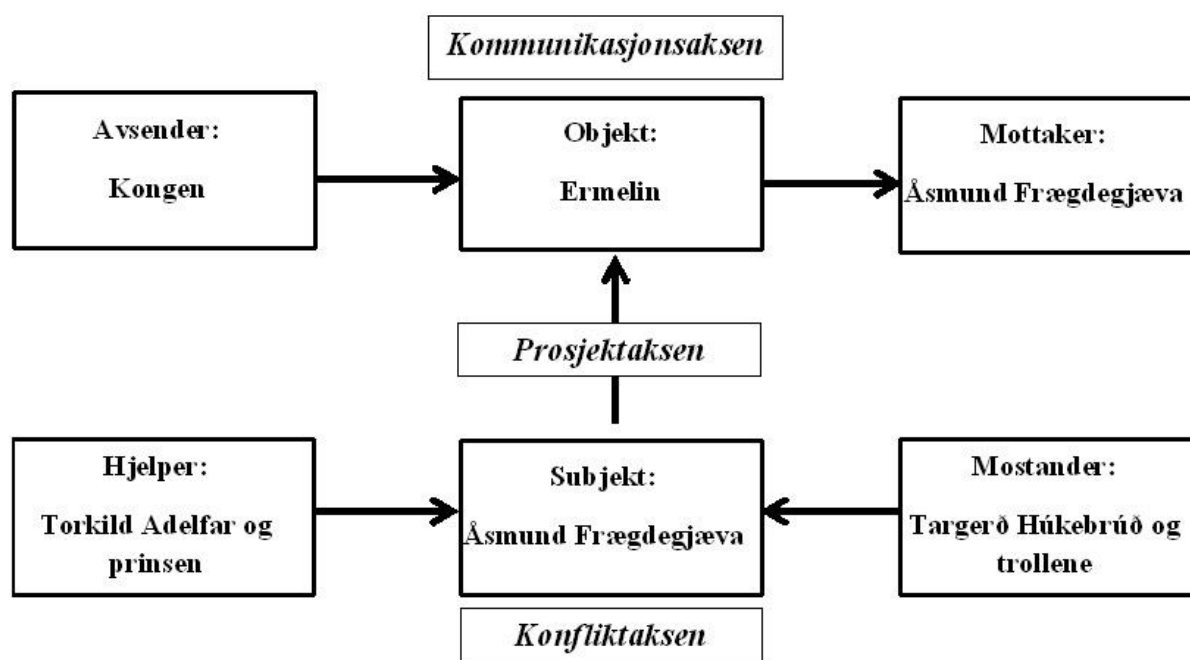 Kommunikasjonsaksen
Avsender:
Kongen
Objekt:
Ermelin
Mottaker:
Åsmund Frægdegjæva
Prosjektaksen
Hjelper:
Torkild Adelfar og
prinsen
Subjekt:
Åsmund Frægdegjæva
Mostander:
Targerð Húkebrúð og
trollene
Konfliktaksen